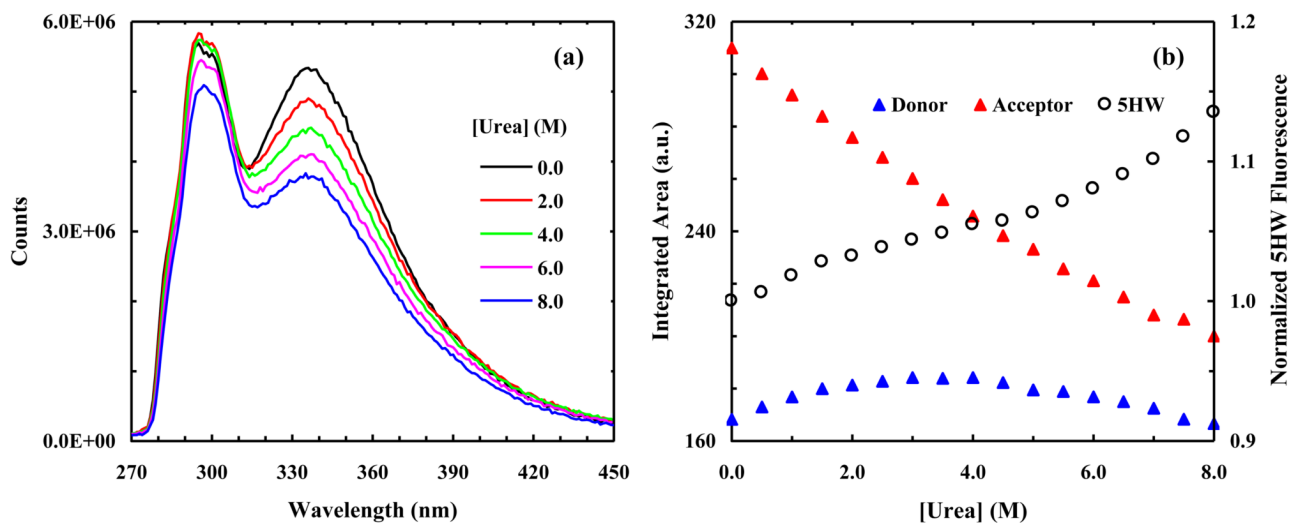 6.0E+06
3.0E+06
0.0E+00
Counts
(a)
[Urea] (M)
0.0
2.0
4.0
6.0
8.0
270 300 330 360 390 420 450
Wavelength (nm)
320
240
160
Integrated Area (a.u.)
(b)
Donor Acceptor 5HW
1.2
1.1
1.0
0.9
Normalized 5HW Fluorescence
0.0 2.0 4.0 6.0 8.0
[Urea] (M)